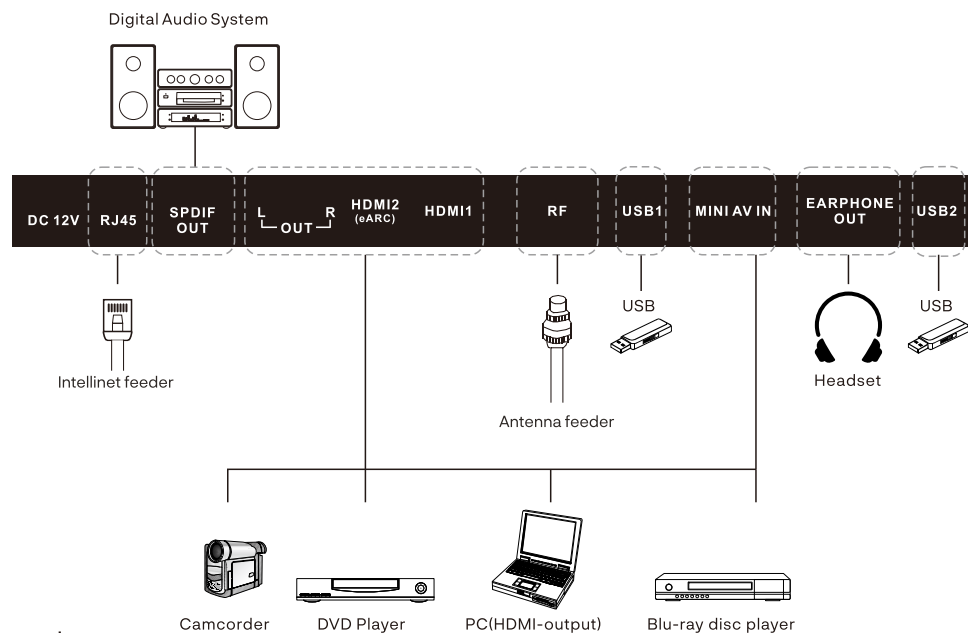 Digital Audio System
DC 12V
RJ45
SPDIF
OUT
L R
OUT
HDMI2
(eARC)
HDMI1
RF
USB1
MINI AV IN
EARPHONE
OUT
USB2
Intellinet feeder
Antenna feeder
USB
Headset
USB
Camcorder
DVD Player
PC(HDMI-output)
Blu-ray disc player